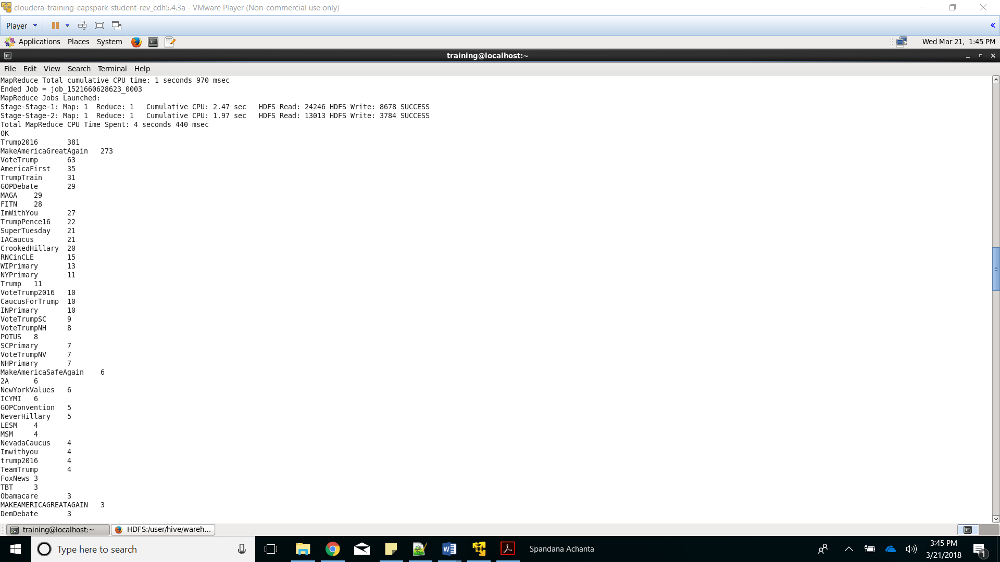 cloudera-training-capspark-student-rev_cdh5.4.3a - VMware Player (Non-commercial use only)
Player
Applications Places System Wed Mar 21, 1:45 PM
training@localhost:~
File Edit View Search Terminal Help
MapReduce Total cumulative CPU time: 1 seconds 970 msec
Ended Job = job_1521660628623_0003
MapReduce Jobs Launched:
Stage-Stage-1: Map: 1  Reduce: 1   Cumulative CPU: 2.47 sec   HDFS Read: 24246 HDFS Write: 8678 SUCCESS
Stage-Stage-2: Map: 1  Reduce: 1   Cumulative CPU: 1.97 sec   HDFS Read: 13013 HDFS Write: 3784 SUCCESS
Total MapReduce CPU Time Spent: 4 seconds 440 msec
OK
Trump2016 381
MakeAmericaGreatAgain 273
VoteTrump 63
AmericaFirst 35
TrumpTrain 31
GOPDebate 29
MAGA 29
FITN 28
ImWithYou 27
TrumpPence16 22
SuperTuesday 21
IACaucus 21
CrookedHillary 20
RNCinCLE 15
WIPrimary 13
NYPrimary 11
Trump 11
VoteTrump2016 10
CaucusForTrump 10
INPrimary 10
VoteTrumpSC 9
VoteTrumpNH 8
POTUS 8
SCPrimary 7
VoteTrumpNV 7
NHPrimary 7
MakeAmericaSafeAgain 6
2A 6
NewYorkValues 6
ICYMI 6
GOPConvention 5
NeverHillary 5
LESM 4
MSM 4
NevadaCaucus 4
Imwithyou 4
trump2016 4
TeamTrump 4
FoxNews 3
TBT 3
Obamacare 3
MAKEAMERICAGREATAGAIN 3
DemDebate 3
training@localhost:~ HDFS:/user/hive/wareh...
Type here to search Spandana Achanta 3:45 PM
3/21/2018 1